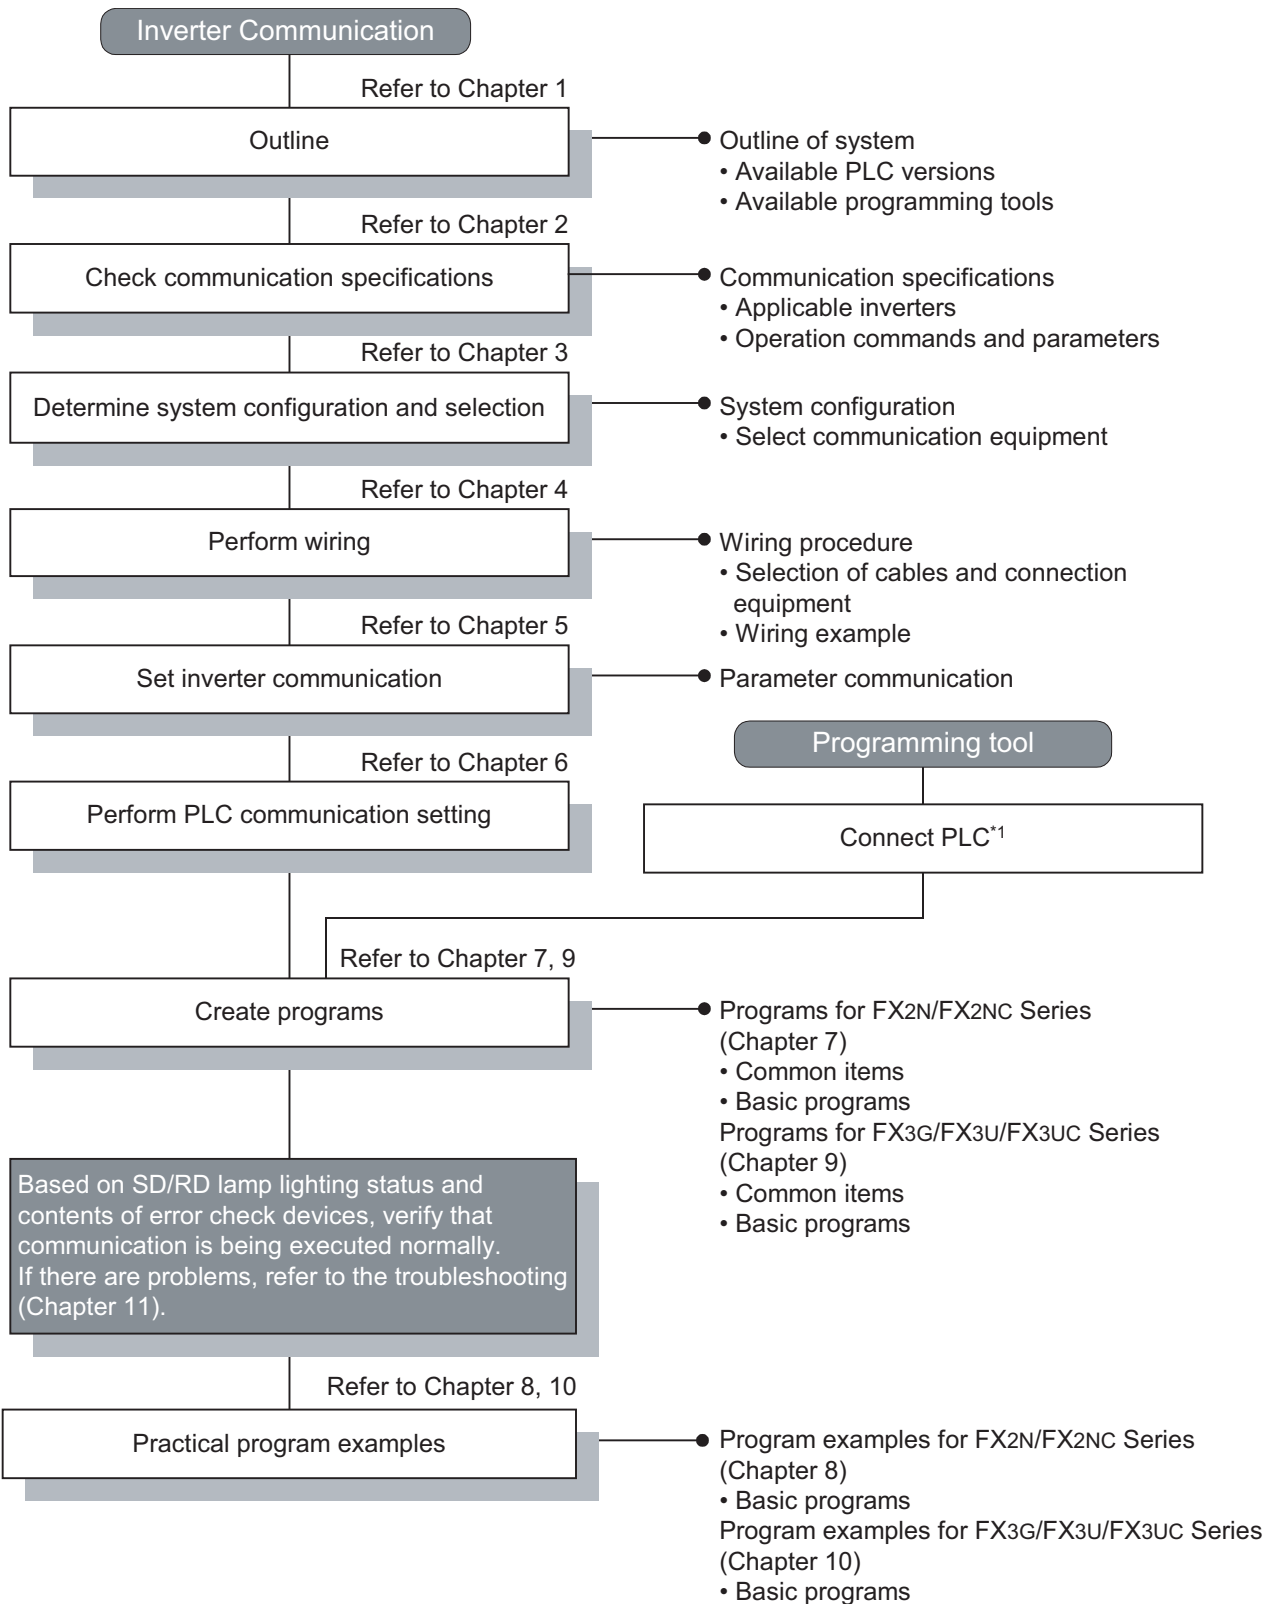 Inverter Communication
Refer to Chapter 1
Outline
Outline of system
• Available PLC versions
• Available programming tools
Refer to Chapter 2
Check communication specifications
Communication specifications
• Applicable inverters
• Operation commands and parameters
Refer to Chapter 3
Determine system configuration and selection
System configuration
• Select communication equipment
Refer to Chapter 4
Perform wiring
Wiring procedure
• Selection of cables and connection
equipment
• Wiring example
Refer to Chapter 5
Set inverter communication
Parameter communication
Programming tool
Refer to Chapter 6
Perform PLC communication setting
Connect PLC*1
Refer to Chapter 7, 9
Create programs
Programs for FX2N/FX2NC Series
(Chapter 7)
• Common items
• Basic programs
Programs for FX3G/FX3U/FX3UC Series
(Chapter 9)
• Common items
• Basic programs
Based on SD/RD lamp lighting status and
contents of error check devices, verify that
communication is being executed normally.
If there are problems, refer to the troubleshooting
(Chapter 11).
Refer to Chapter 8, 10
Practical program examples
Program examples for FX2N/FX2NC Series
(Chapter 8)
• Basic programs
Program examples for FX3G/FX3U/FX3UC Series
(Chapter 10)
• Basic programs